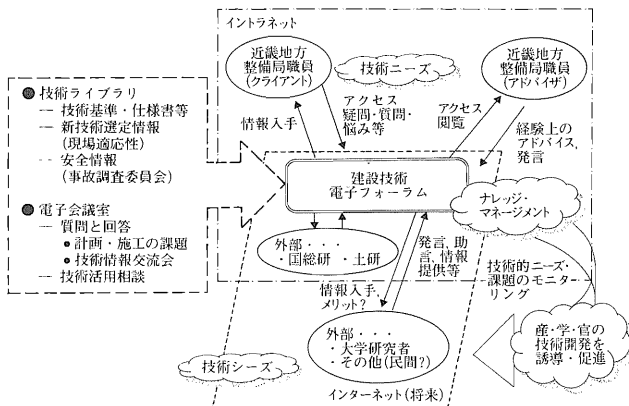 イントラネット
近畿地方
整備局職員
(クライアント)
技術ニーズ
近畿地方
整備局職員
(アドバイザ)
● 技術ライブラリ
― 技術基準・仕様書等
― 新技術選定情報
(現場適応性)
-- 安全情報
(事故調査委員会)
● 電子会議室
― 質問と回答
● 計画・施工の課題
● 技術情報交流会
― 技術活用相談
情報入手
アクセス
疑問・質問・
悩み等
アクセス
閲覧
経験上の
アドバイス,
発言
建設技術
電子フォーラム
ナレッジ・
マネージメント
外部・・・
・国総研 ・土研
発言, 助
言, 情報
提供等
情報入手,
メリット?
技術的ニーズ・
課題のモニタ
リング
外部・・・
・大学研究者
・その他(民間?)
技術シーズ
インターネット(将来)
産・学・官の
技術開発を
誘導・促進